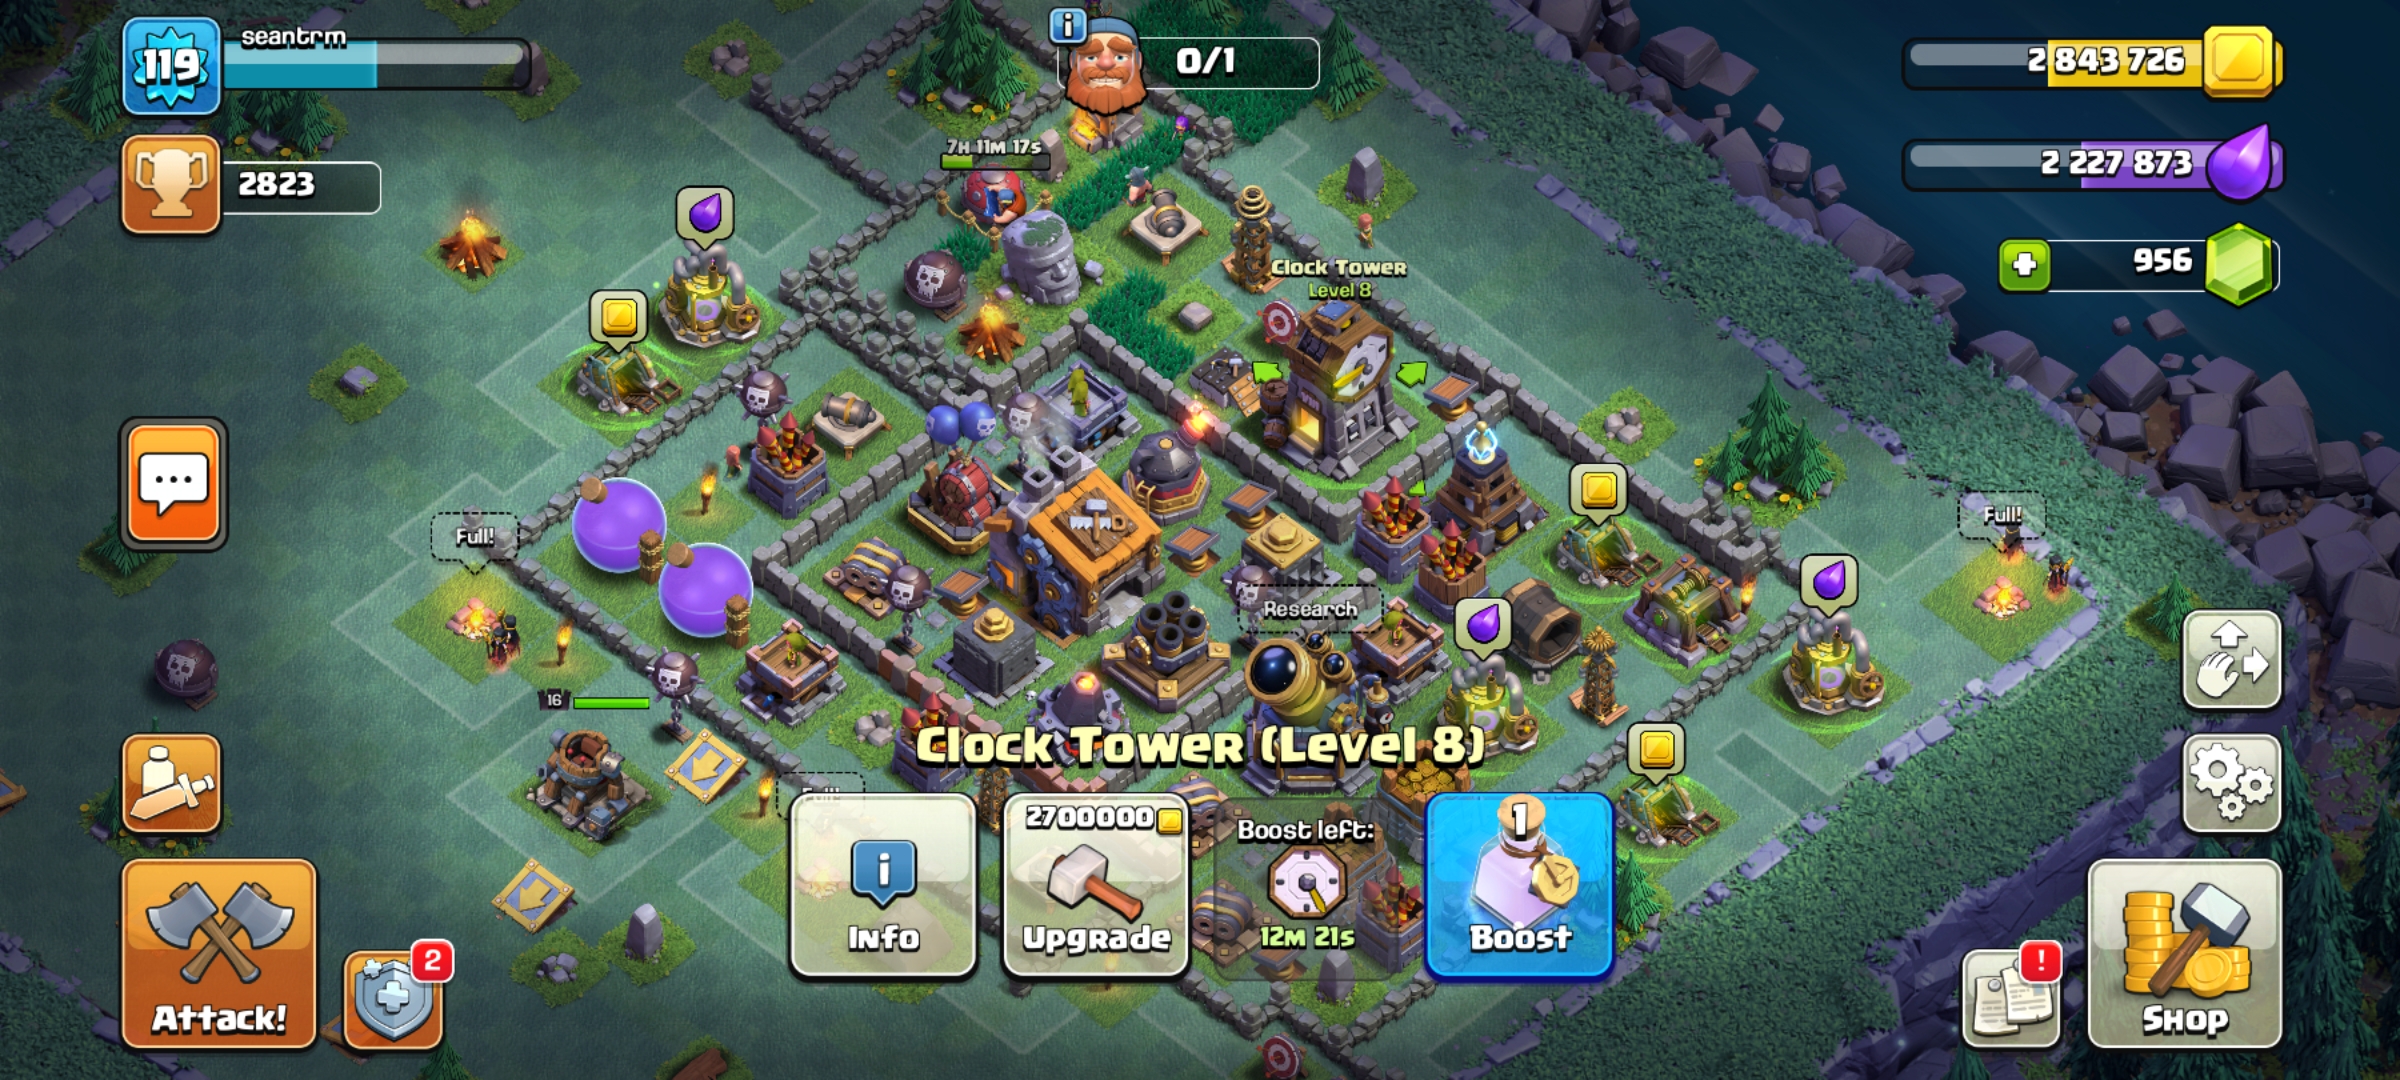 119
seantrm
0/1
2 843 726
2823
7H 11M 17s
2 227 873
956
Clock Tower
Level 8
Full!
Full!
Research
16
Clock Tower (Level 8)
Info
2700000
Upgrade
Boost left:
12M 21s
1
Boost
Attack!
2
!
Shop